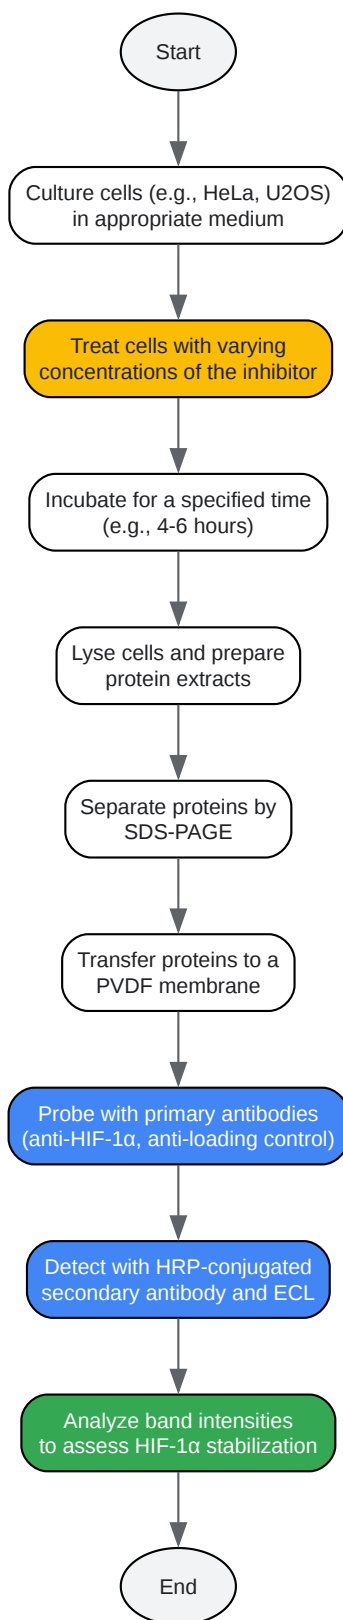 Start
Culture cells (e.g., HeLa, U2OS)
in appropriate medium
Treat cells with varying
concentrations of the inhibitor
Incubate for a specified time
(e.g., 4-6 hours)
Lyse cells and prepare
protein extracts
Separate proteins by
SDS-PAGE
Transfer proteins to a
PVDF membrane
Probe with primary antibodies
(anti-HIF-1α, anti-loading control)
Detect with HRP-conjugated
secondary antibody and ECL
Analyze band intensities
to assess HIF-1α stabilization
End